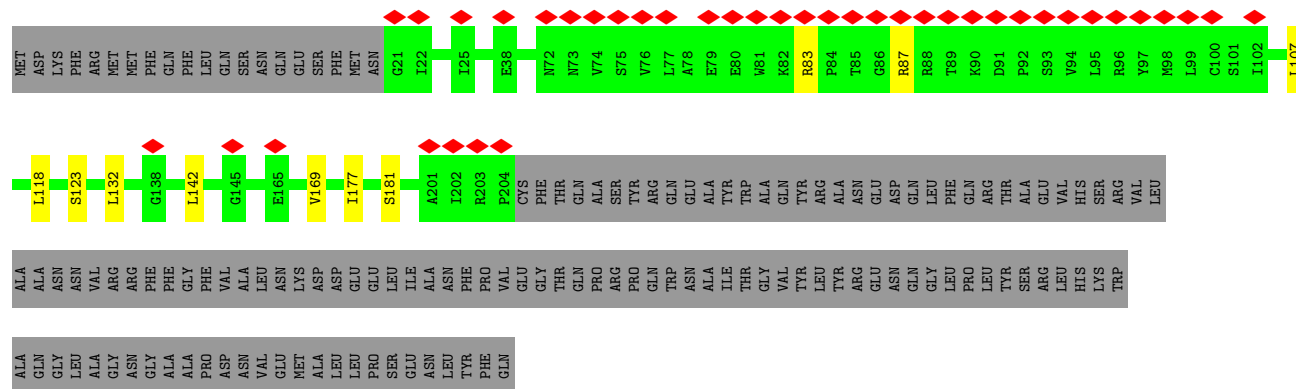 MET ASP LYS PHE ARG MET MET PHE GLN PHE LEU GLN SER ASN GLN GLU SER PHE MET ASN G21 I22 I25 E38 N72 N73 V74 S75 V76 L77 A78 E79 E80 W81 K82 R83 P84 T85 G86 R87 R88 T89 K90 D91 P92 S93 V94 L95 R96 Y97 M98 L99 C100 S101 I102 L107
L118 S123 L132 G138 L142 G145 E165 V169 I177 S181 A201 I202 R203 P204 CYS PHE THR GLN ALA SER TYR ARG GLN GLU ALA TYR TRP ALA GLN TYR ARG ALA ASN GLU ASP GLN LEU PHE GLN ARG THR ALA GLU VAL HIS SER ARG VAL LEU
ALA ALA ASN ASN VAL ARG ARG PHE PHE GLY PHE VAL ALA LEU ASN LYS ASP ASP GLU GLU LEU ILE ALA ASN PHE PRO VAL GLU GLY THR GLN PRO ARG PRO GLN TRP ASN ALA ILE THR GLY VAL TYR LEU TYR ARG GLU ASN GLN GLY LEU PRO LEU TYR SER ARG LEU HIS LYS TRP
ALA GLN GLY LEU ALA GLY ASN GLY ALA ALA PRO ASP ASN VAL GLU MET ALA LEU LEU PRO SER GLU ASN LEU TYR PHE GLN